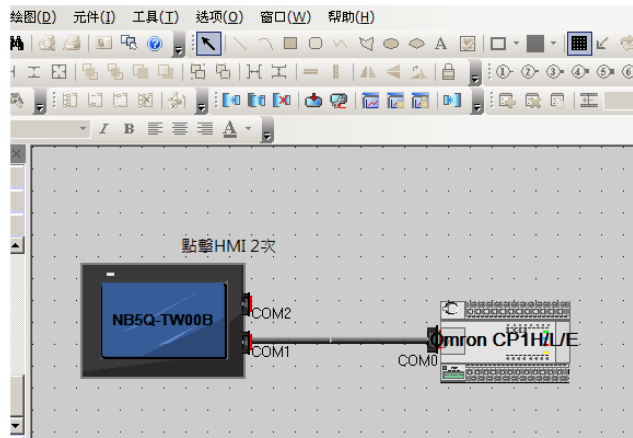 绘图(D) 元件(I) 工具(T) 选项(O) 窗口(W) 帮助(H)
A
I B A
點擊HMI 2次
NB5Q-TW00B
COM2
COM1
COM0
Omron CP1H/L/E